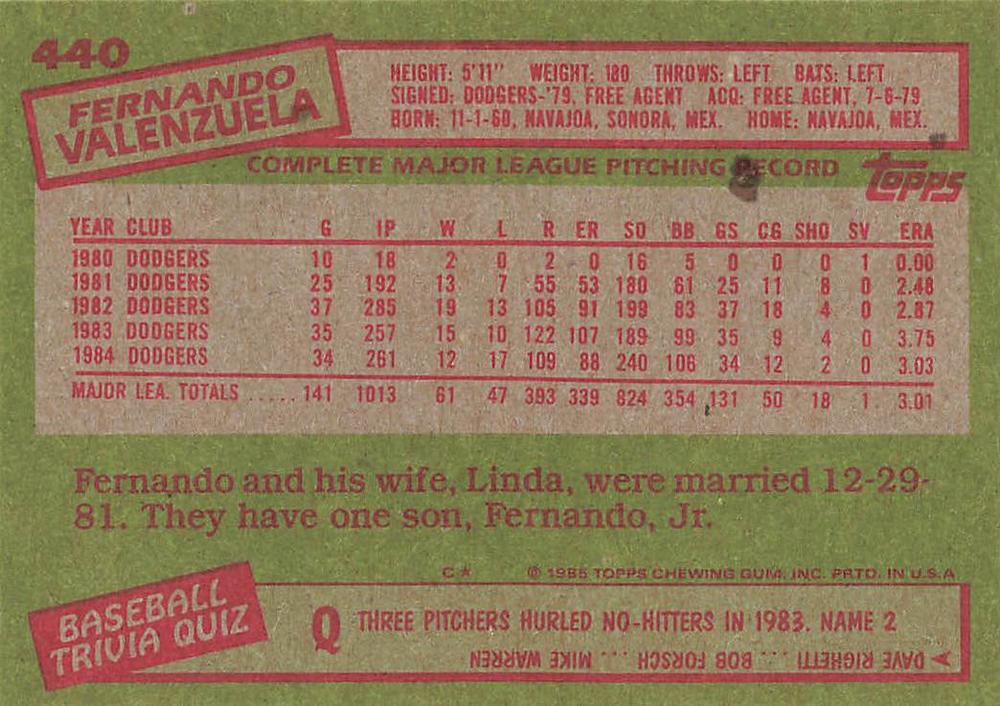 440
FERNANDO
VALENZUELA
HEIGHT: 5'11" WEIGHT: 180 THROWS: LEFT BATS: LEFT
SIGNED: DODGERS-'79, FREE AGENT ACQ: FREE AGENT, 7-6-79
BORN: 11-1-60, NAVAJOA, SONORA, MEX. HOME: NAVAJOA, MEX.
COMPLETE MAJOR LEAGUE PITCHING RECORD
TOPPS
YEAR CLUB G IP W L R ER SO BB GS CG SHO SV ERA
1980 DODGERS 10 18 2 0 2 0 16 5 0 0 0 1 0.00
1981 DODGERS 25 192 13 7 55 53 180 61 25 11 8 0 2.48
1982 DODGERS 37 285 19 13 105 91 199 83 37 18 4 0 2.87
1983 DODGERS 35 257 15 10 122 107 189 99 35 9 4 0 3.75
1984 DODGERS 34 261 12 17 109 88 240 106 34 12 2 0 3.03
MAJOR LEA. TOTALS ..... 141 1013 61 47 393 339 824 354 131 50 18 1 3.01
Fernando and his wife, Linda, were married 12-29-
81. They have one son, Fernando, Jr.
C★ © 1985 TOPPS CHEWING GUM, INC. PRTD. IN U.S.A
BASEBALL
TRIVIA QUIZ
Q THREE PITCHERS HURLED NO-HITTERS IN 1983. NAME 2
DAVE RIGHETTI ... BOB FORSCH ... MIKE WARREN